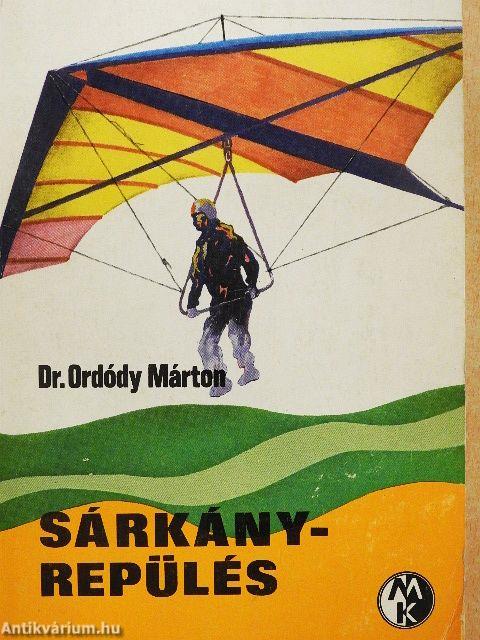 Dr. Ordódy Márton
SÁRKÁNY-
REPÜLÉS
MK
Antikvárium.hu